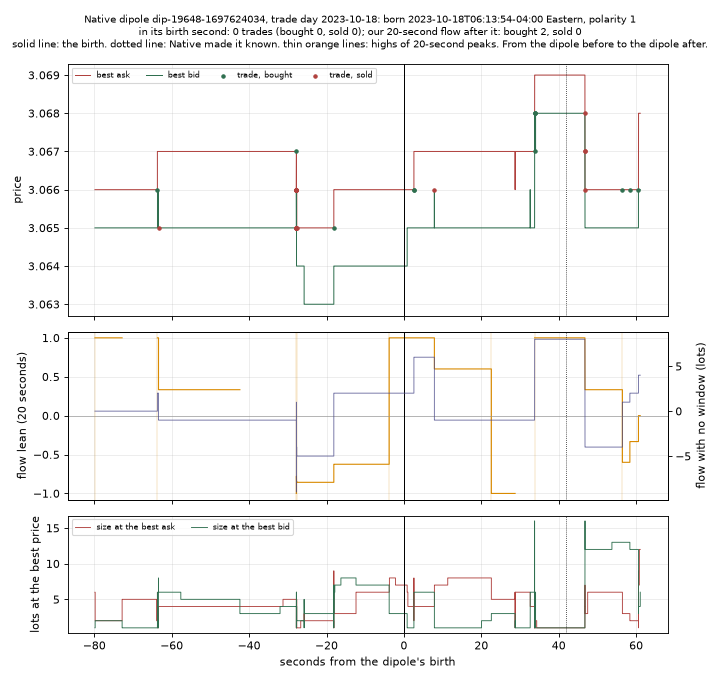 Native dipole dip-19648-1697624034, trade day 2023-10-18: born 2023-10-18T06:13:54-04:00 Eastern, polarity 1
in its birth second: 0 trades (bought 0, sold 0); our 20-second flow after it: bought 2, sold 0
solid line: the birth. dotted line: Native made it known. thin orange lines: highs of 20-second peaks. From the dipole before to the dipole after.
best ask best bid trade, bought trade, sold
3.069
3.068
3.067
3.066
3.065
3.064
3.063
price
1.0
0.5
0.0
−0.5
−1.0
flow lean (20 seconds)
5
0
−5
flow with no window (lots)
size at the best ask size at the best bid
15
10
5
lots at the best price
−80 −60 −40 −20 0 20 40 60
seconds from the dipole's birth